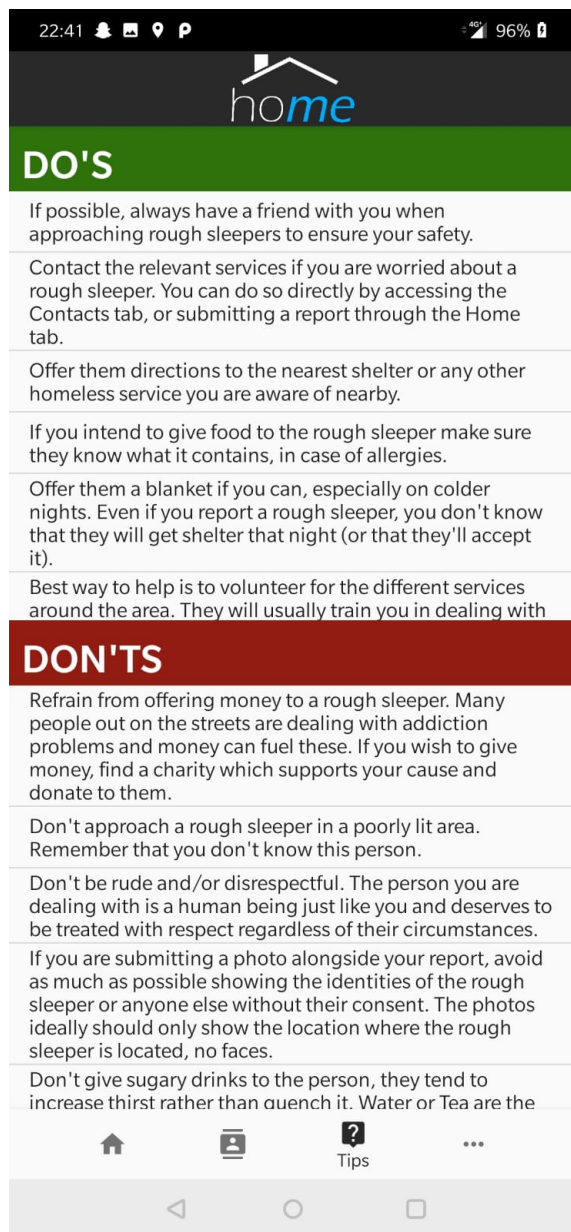 22:41
4G+ 96%
home
DO'S
If possible, always have a friend with you when
approaching rough sleepers to ensure your safety.
Contact the relevant services if you are worried about a
rough sleeper. You can do so directly by accessing the
Contacts tab, or submitting a report through the Home
tab.
Offer them directions to the nearest shelter or any other
homeless service you are aware of nearby.
If you intend to give food to the rough sleeper make sure
they know what it contains, in case of allergies.
Offer them a blanket if you can, especially on colder
nights. Even if you report a rough sleeper, you don't know
that they will get shelter that night (or that they'll accept
it).
Best way to help is to volunteer for the different services
around the area. They will usually train you in dealing with
DON'TS
Refrain from offering money to a rough sleeper. Many
people out on the streets are dealing with addiction
problems and money can fuel these. If you wish to give
money, find a charity which supports your cause and
donate to them.
Don't approach a rough sleeper in a poorly lit area.
Remember that you don't know this person.
Don't be rude and/or disrespectful. The person you are
dealing with is a human being just like you and deserves to
be treated with respect regardless of their circumstances.
If you are submitting a photo alongside your report, avoid
as much as possible showing the identities of the rough
sleeper or anyone else without their consent. The photos
ideally should only show the location where the rough
sleeper is located, no faces.
Don't give sugary drinks to the person, they tend to
increase thirst rather than quench it. Water or Tea are the
Tips